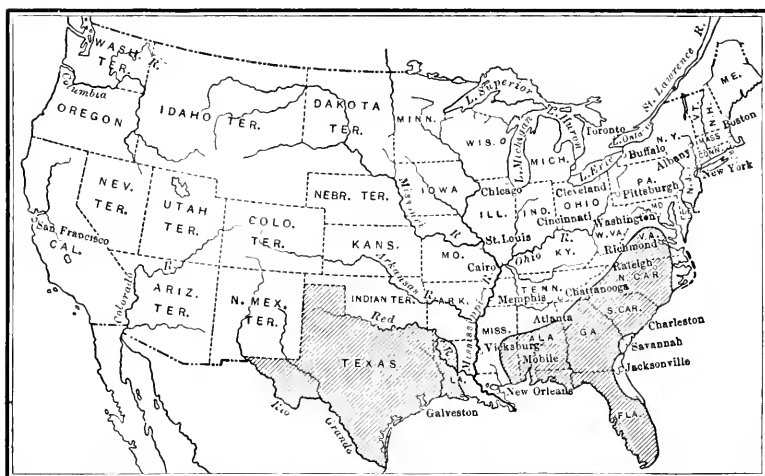 WASH. TER.
R.
Columbia
OREGON
IDAHO TER.
DAKOTA TER.
MINN.
L. Superior
WIS.
L. Michigan
L. Huron
MICH.
Toronto
L. Ontario
St. Lawrence R.
ME.
VT.
N.H.
Boston
MASS
CONN.
N.Y.
Albany
Buffalo
L. Erie
New York
N.J.
NEV. TER.
UTAH TER.
COLO. TER.
NEBR. TER.
IOWA
Missouri R.
Chicago
ILL.
IND.
OHIO
Cleveland
Cincinnati
PA.
Pittsburgh
MD.
DEL.
Washington
W. VA.
VA.
Richmond
San Francisco
CAL.
Colorado R.
ARIZ. TER.
N. MEX. TER.
KANS.
MO.
St. Louis
Cairo
Ohio R.
KY.
Arkansas R.
INDIAN TER.
ARK.
TENN.
Memphis
Chattanooga
Raleigh
N. CAR.
S. CAR.
Atlanta
GA.
Charleston
Savannah
Jacksonville
Red
R.
TEXAS
Mississippi R.
MISS.
Vicksburg
ALA
Mobile
LA.
New Orleans
Galveston
FLA.
Rio Grande